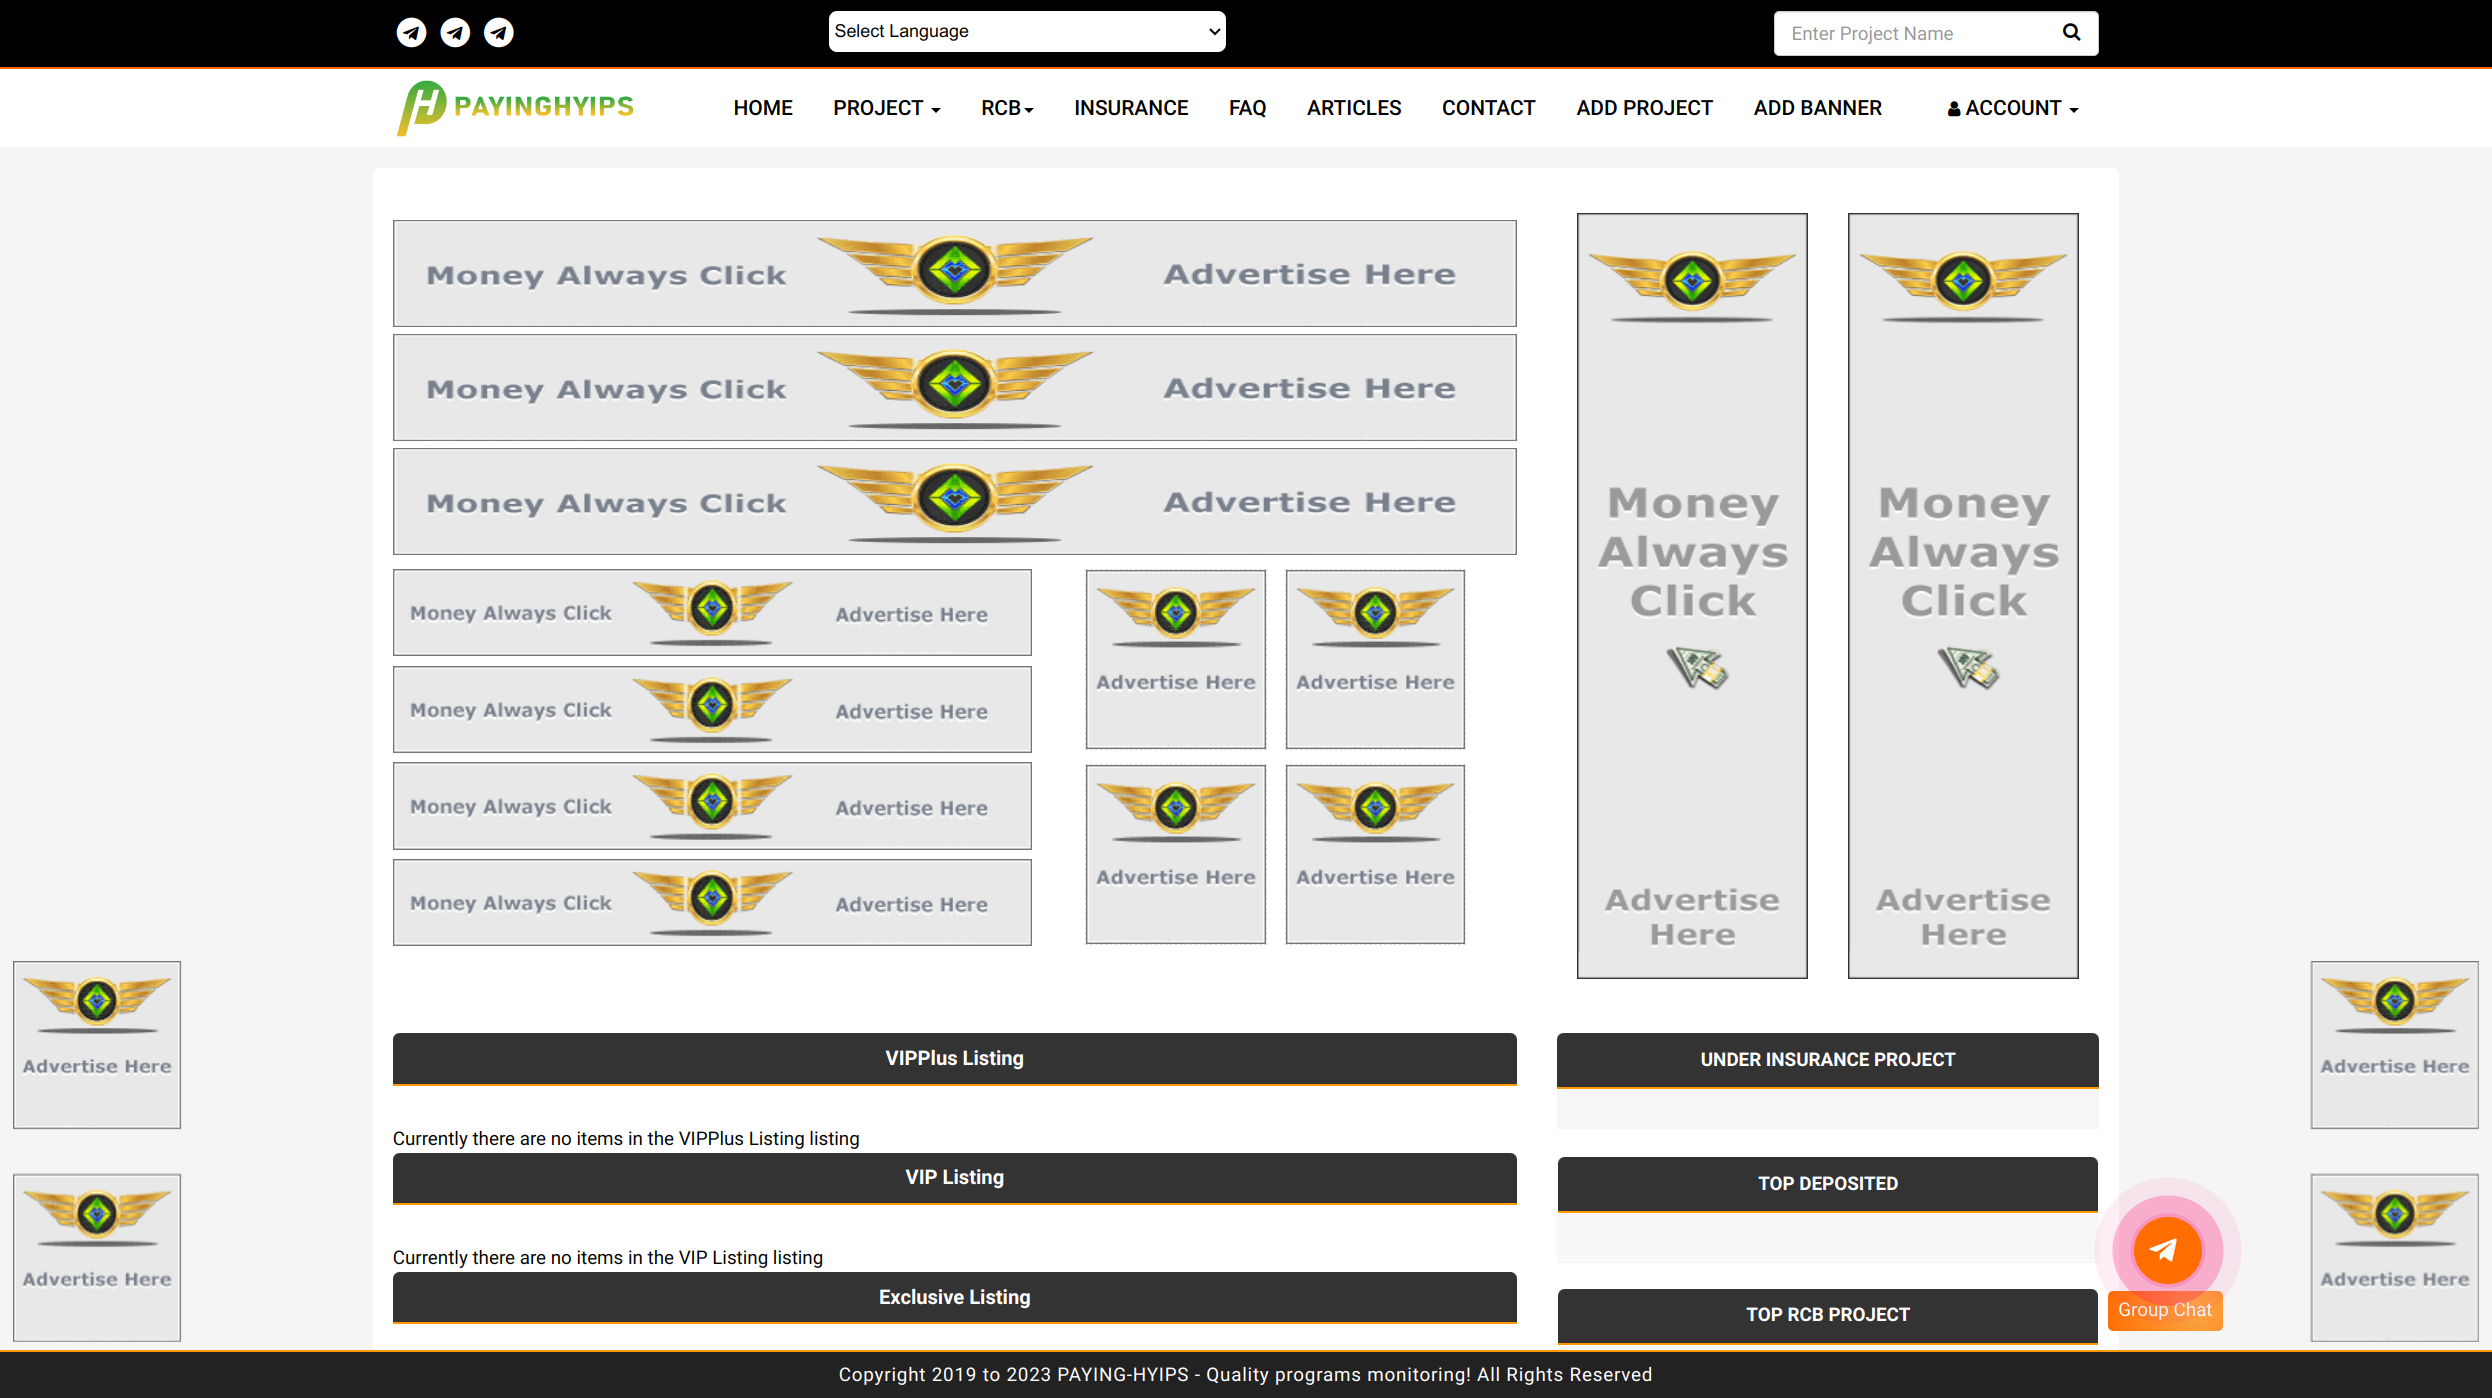 Select Language
Enter Project Name
PAYINGHYIPS
HOME PROJECT RCB INSURANCE FAQ ARTICLES CONTACT ADD PROJECT ADD BANNER ACCOUNT
Money Always Click Advertise Here
Money Always Click Advertise Here
Money Always Click Advertise Here
Money Always Click Advertise Here
Money Always Click Advertise Here
Money Always Click Advertise Here
Money Always Click Advertise Here
Advertise Here Advertise Here
Advertise Here Advertise Here
Money
Always
Click
Advertise
Here
Money
Always
Click
Advertise
Here
Advertise Here
Advertise Here
VIPPlus Listing
Currently there are no items in the VIPPlus Listing listing
VIP Listing
Currently there are no items in the VIP Listing listing
Exclusive Listing
UNDER INSURANCE PROJECT
TOP DEPOSITED
TOP RCB PROJECT
Advertise Here
Advertise Here
Group Chat
Copyright 2019 to 2023 PAYING-HYIPS - Quality programs monitoring! All Rights Reserved